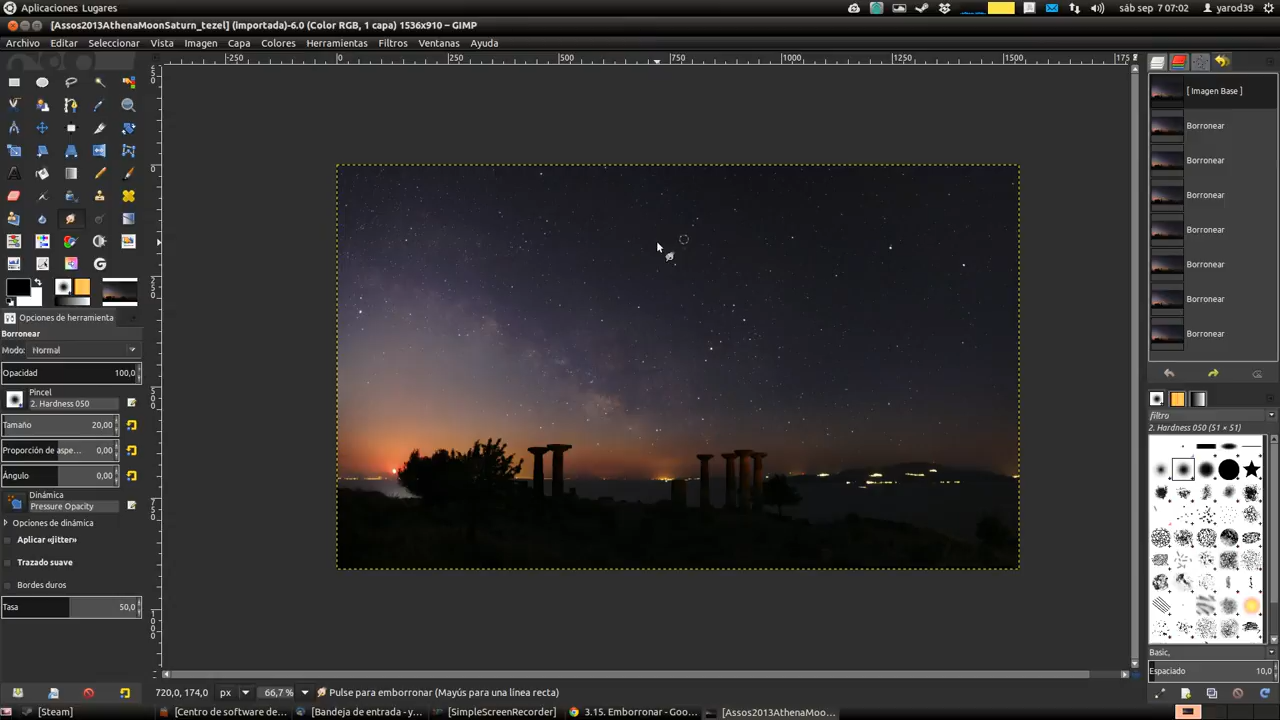 Aplicaciones Lugares
sáb sep 7 07:02
yarod39
[Assos2013AthenaMoonSaturn_tezel] (importada)-6.0 (Color RGB, 1 capa) 1536x910 – GIMP
Archivo Editar Seleccionar Vista Imagen Capa Colores Herramientas Filtros Ventanas Ayuda
-250 0 250 500 750 1000 1250 1500 175
0
250
500
750
1000
[ Imagen Base ]
Borronear
Borronear
Borronear
Borronear
Borronear
Borronear
Borronear
Opciones de herramienta
Borronear
Modo: Normal
Opacidad 100,0
Pincel
2. Hardness 050
Tamaño 20,00
Proporción de aspe... 0,00
Ángulo 0,00
Dinámica
Pressure Opacity
Opciones de dinámica
Aplicar «jitter»
Trazado suave
Bordes duros
Tasa 50,0
filtro
2. Hardness 050 (51 × 51)
Basic,
Espaciado 10,0
720,0, 174,0 px 66,7 % Pulse para emborronar (Mayús para una línea recta)
[Steam] [Centro de software de... [Bandeja de entrada - y... [SimpleScreenRecorder] 3.15. Emborronar - Goo... [Assos2013AthenaMoo...